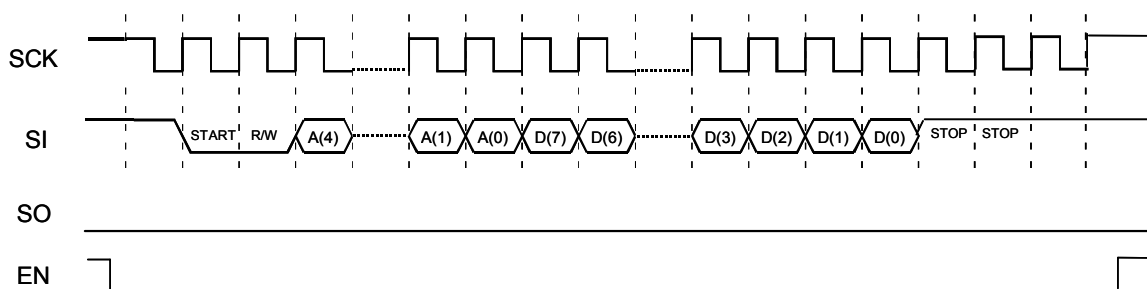 SCK
SI START R/W A(4) A(1) A(0) D(7) D(6) D(3) D(2) D(1) D(0) STOP STOP
SO
EN